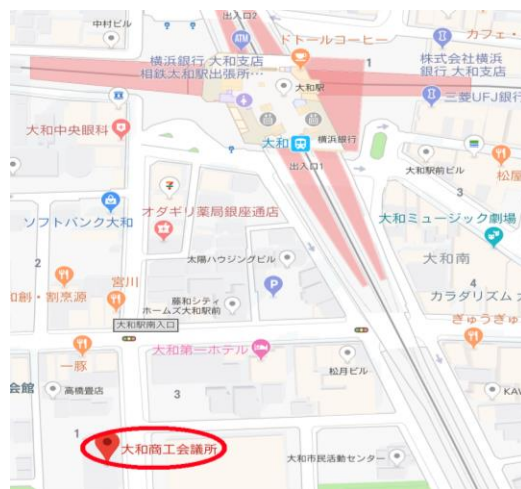 出入口2
中村ビル
ATM
ドトールコーヒー
カフェ・
横浜銀行 大和支店
相鉄大和駅出張所…
1
株式会社横浜
銀行 大和支店
大和駅
三菱UFJ銀行
大和中央眼科
大和
横浜銀行
出入口1
大和駅前ビル
松屋
3
ソフトバンク大和
オダギリ薬局銀座通店
大和ミュージック劇場
2
太陽ハウジングビル
大和南
宮川
P
4
和創・割烹源
藤和シティ
ホームズ大和駅前
カラダリズム
大和駅南入口
ぎゅうぎゅ
一豚
大和第一ホテル
松月ビル
会館
高橋畳店
3
KAW
1
大和商工会議所
大和市民活動センター